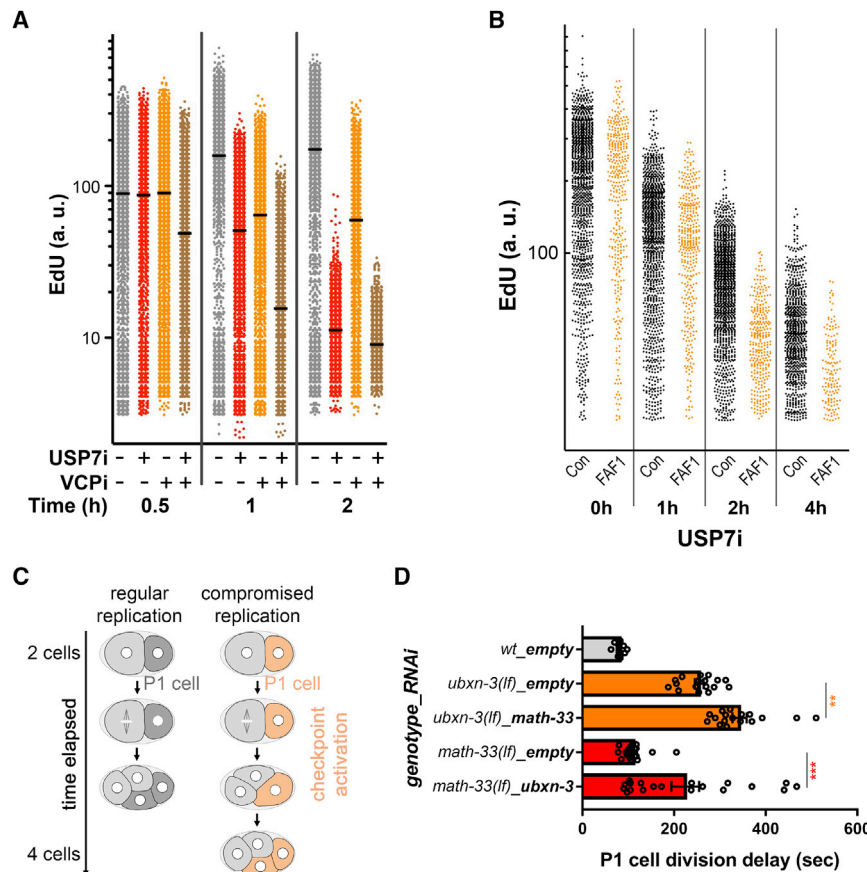 A
EdU (a. u.)
100
10
USP7i - + - + - + - + - + - +
VCPi - - + + - - + + - - + +
Time (h) 0.5 1 2
B
EdU (a. u.)
100
Con FAF1 Con FAF1 Con FAF1 Con FAF1
0h 1h 2h 4h
USP7i
C
regular replication
compromised replication
time elapsed
2 cells
P1 cell
P1 cell
checkpoint activation
4 cells
D
genotype_RNAi
wt_empty
ubxn-3(lf)_empty
ubxn-3(lf)_math-33
math-33(lf)_empty
math-33(lf)_ubxn-3
**
***
0 200 400 600
P1 cell division delay (sec)